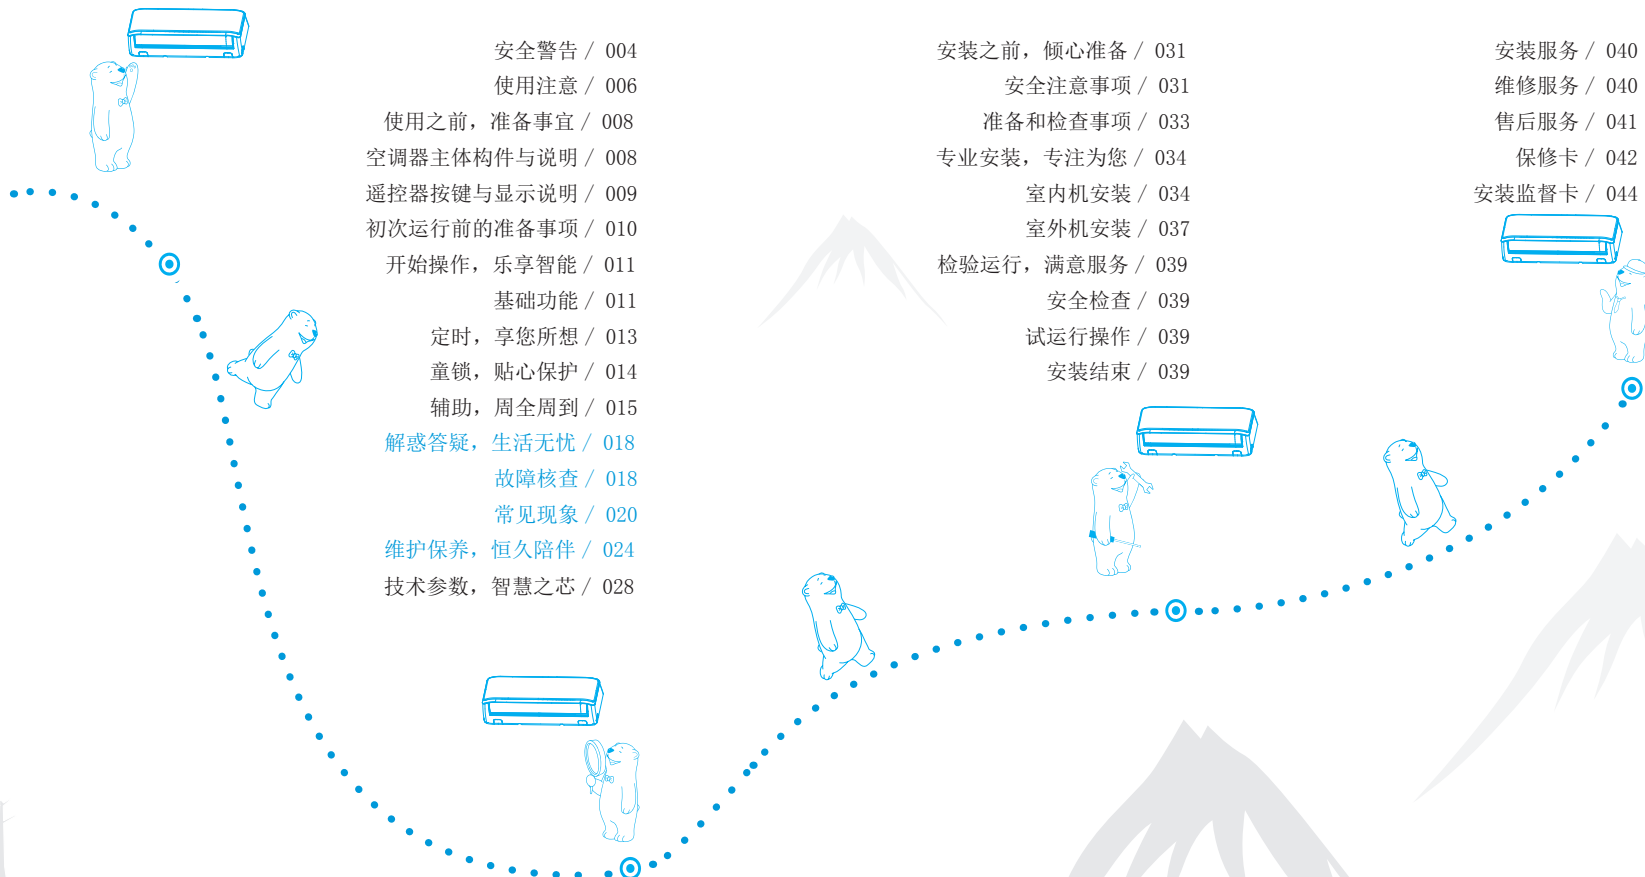 安全警告 / 004
使用注意 / 006
使用之前，准备事宜 / 008
空调器主体构件与说明 / 008
遥控器按键与显示说明 / 009
初次运行前的准备事项 / 010
开始操作，乐享智能 / 011
基础功能 / 011
定时，享您所想 / 013
童锁，贴心保护 / 014
辅助，周全周到 / 015
解惑答疑，生活无忧 / 018
故障核查 / 018
常见现象 / 020
维护保养，恒久陪伴 / 024
技术参数，智慧之芯 / 028
安装之前，倾心准备 / 031
安全注意事项 / 031
准备和检查事项 / 033
专业安装，专注为您 / 034
室内机安装 / 034
室外机安装 / 037
检验运行，满意服务 / 039
安全检查 / 039
试运行操作 / 039
安装结束 / 039
安装服务 / 040
维修服务 / 040
售后服务 / 041
保修卡 / 042
安装监督卡 / 044